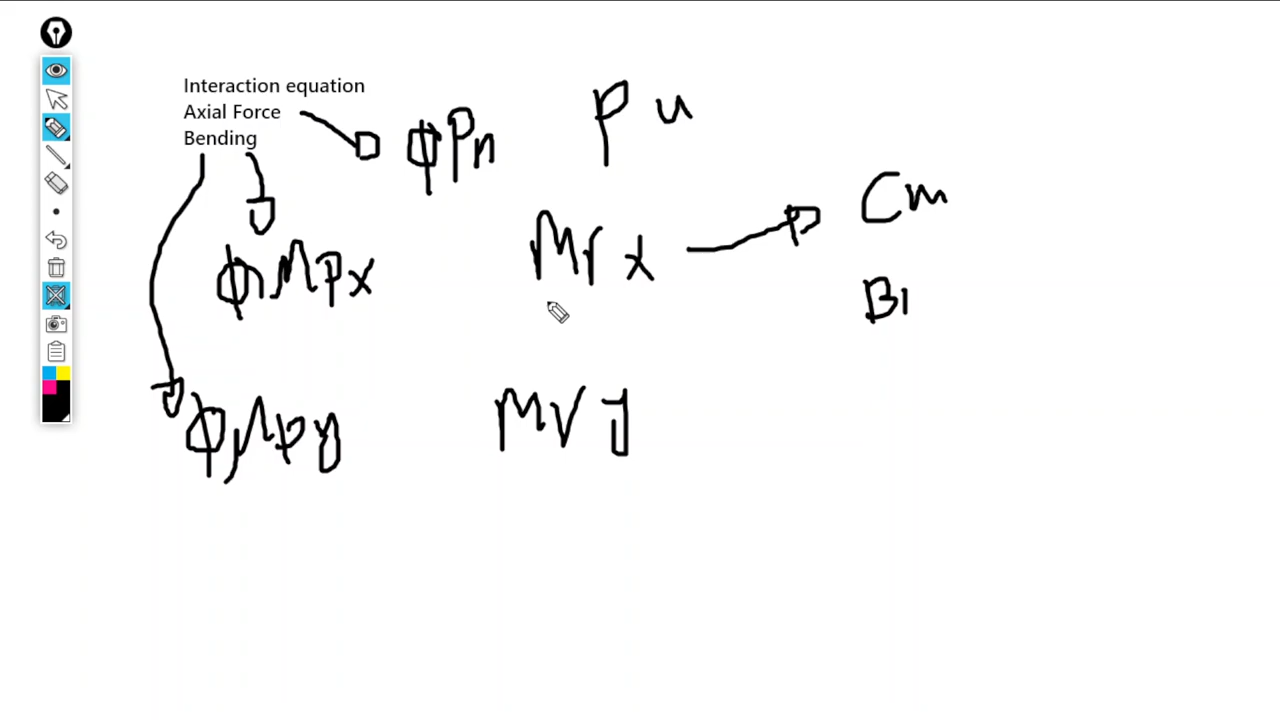 Interaction equation
Axial Force
Bending
ΦPn
Pu
Cm
Mrx
ΦMPx
B1
ΦMpy
Mry